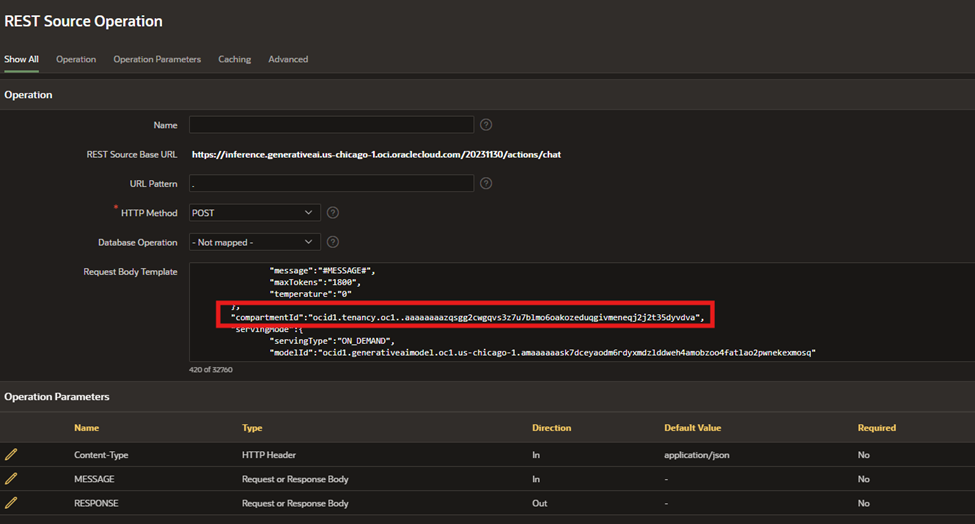 REST Source Operation
Show All Operation Operation Parameters Caching Advanced
Operation
Name
REST Source Base URL https://inference.generativeai.us-chicago-1.oci.oraclecloud.com/20231130/actions/chat
URL Pattern .
* HTTP Method POST
Database Operation - Not mapped -
Request Body Template
"message":"#MESSAGE#",
"maxTokens":"1800",
"temperature":"0"
},
"compartmentId":"ocid1.tenancy.oc1..aaaaaaaazqsgg2cwgqvs3z7u7blmo6oakozeduqgivmeneqj2j2t35dyvdva",
"servingMode":{
"servingType":"ON_DEMAND",
"modelId":"ocid1.generativeaimodel.oc1.us-chicago-1.amaaaaaask7dceyaodm6rdyxmdzlddweh4amobzoo4fatlao2pwnekexmosq"
420 of 32760
Operation Parameters
Name Type Direction Default Value Required
Content-Type HTTP Header In application/json No
MESSAGE Request or Response Body In - No
RESPONSE Request or Response Body Out - No